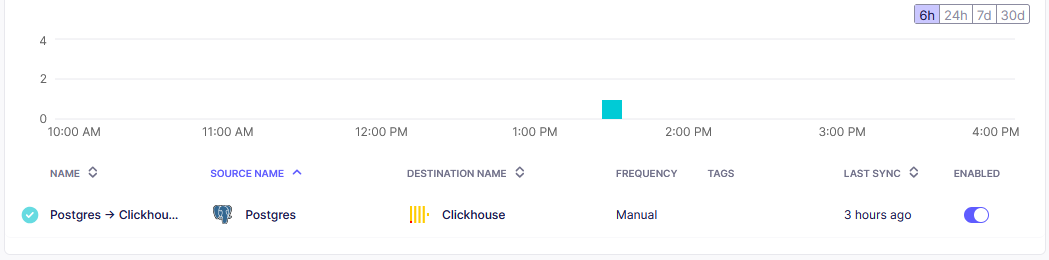 6h 24h 7d 30d
4
2
0
10:00 AM 11:00 AM 12:00 PM 1:00 PM 2:00 PM 3:00 PM 4:00 PM
NAME SOURCE NAME DESTINATION NAME FREQUENCY TAGS LAST SYNC ENABLED
Postgres → Clickhou... Postgres Clickhouse Manual 3 hours ago